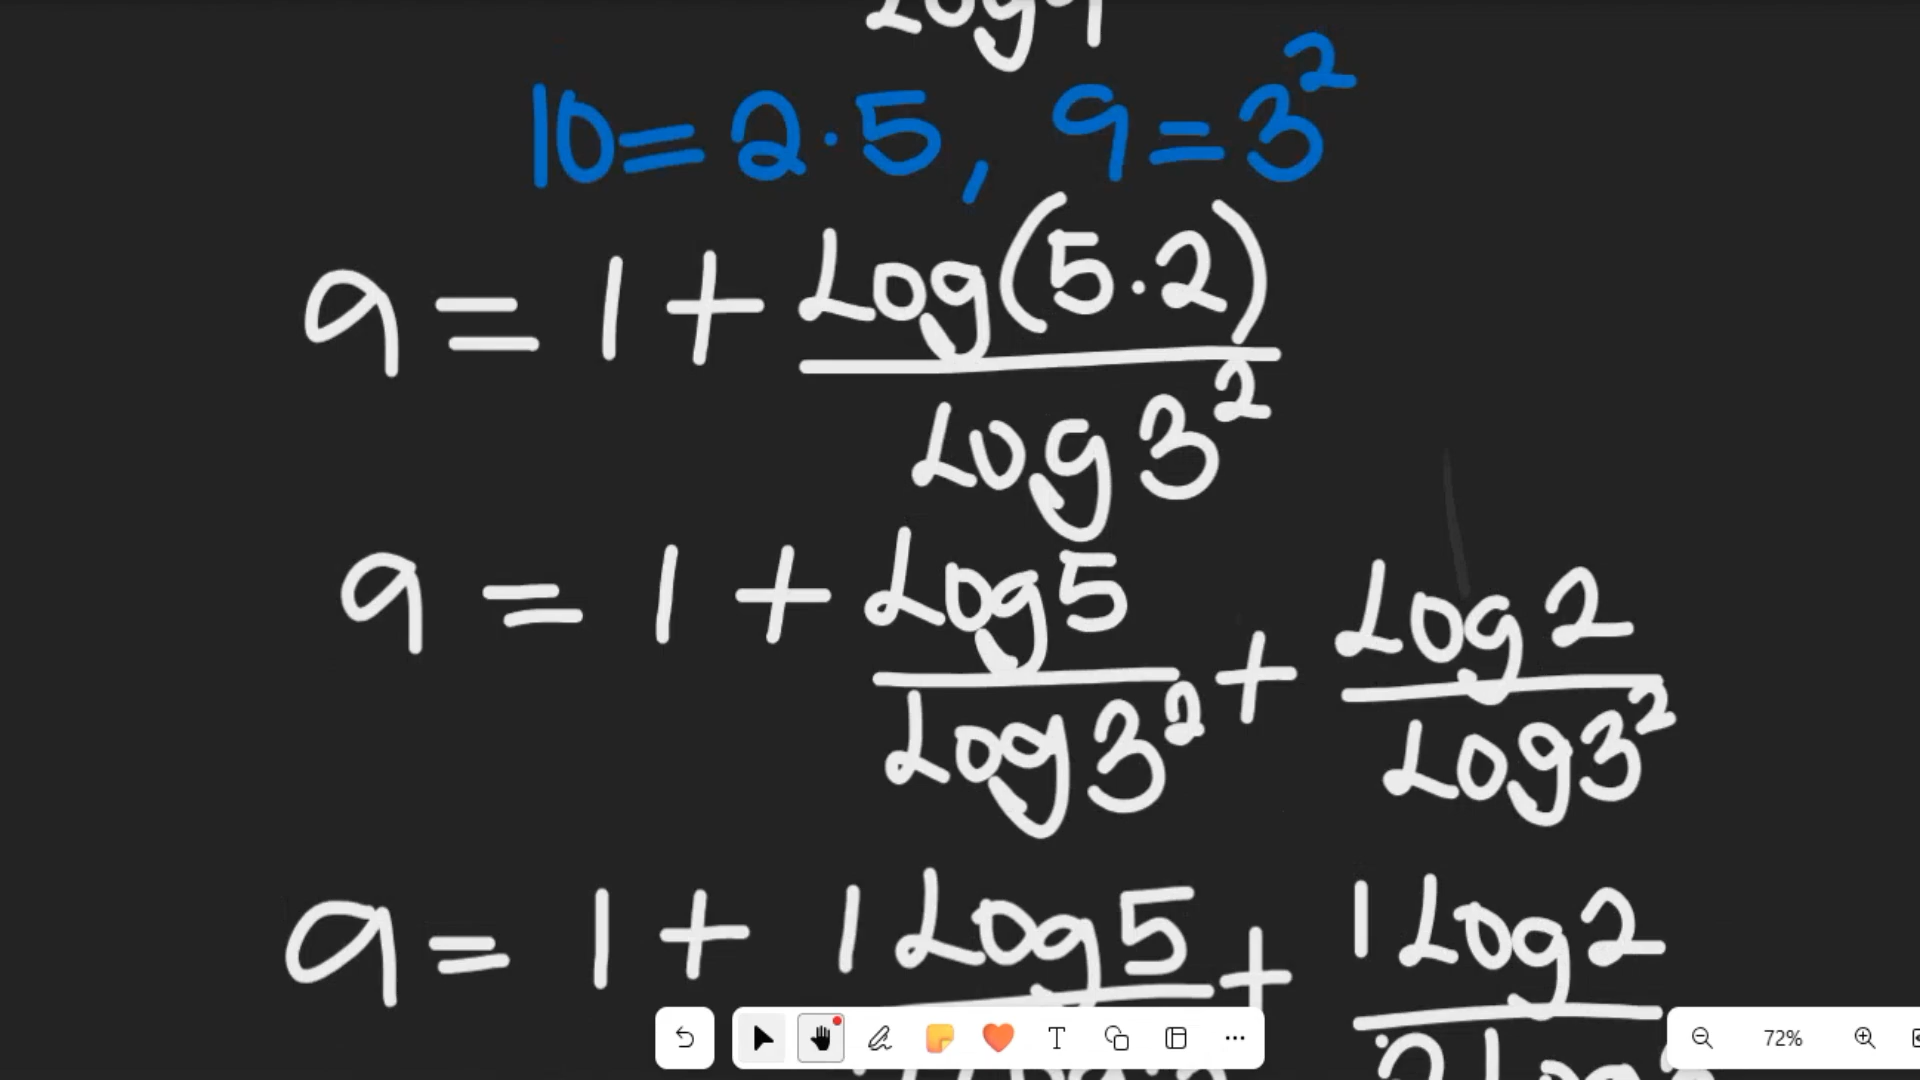 Log9
10=2·5, 9=3²
a = 1 + Log(5·2)
Log3²
a = 1 + Log5 + Log2
Log3² Log3²
a = 1 + 1Log5 + 1Log2
T
72%